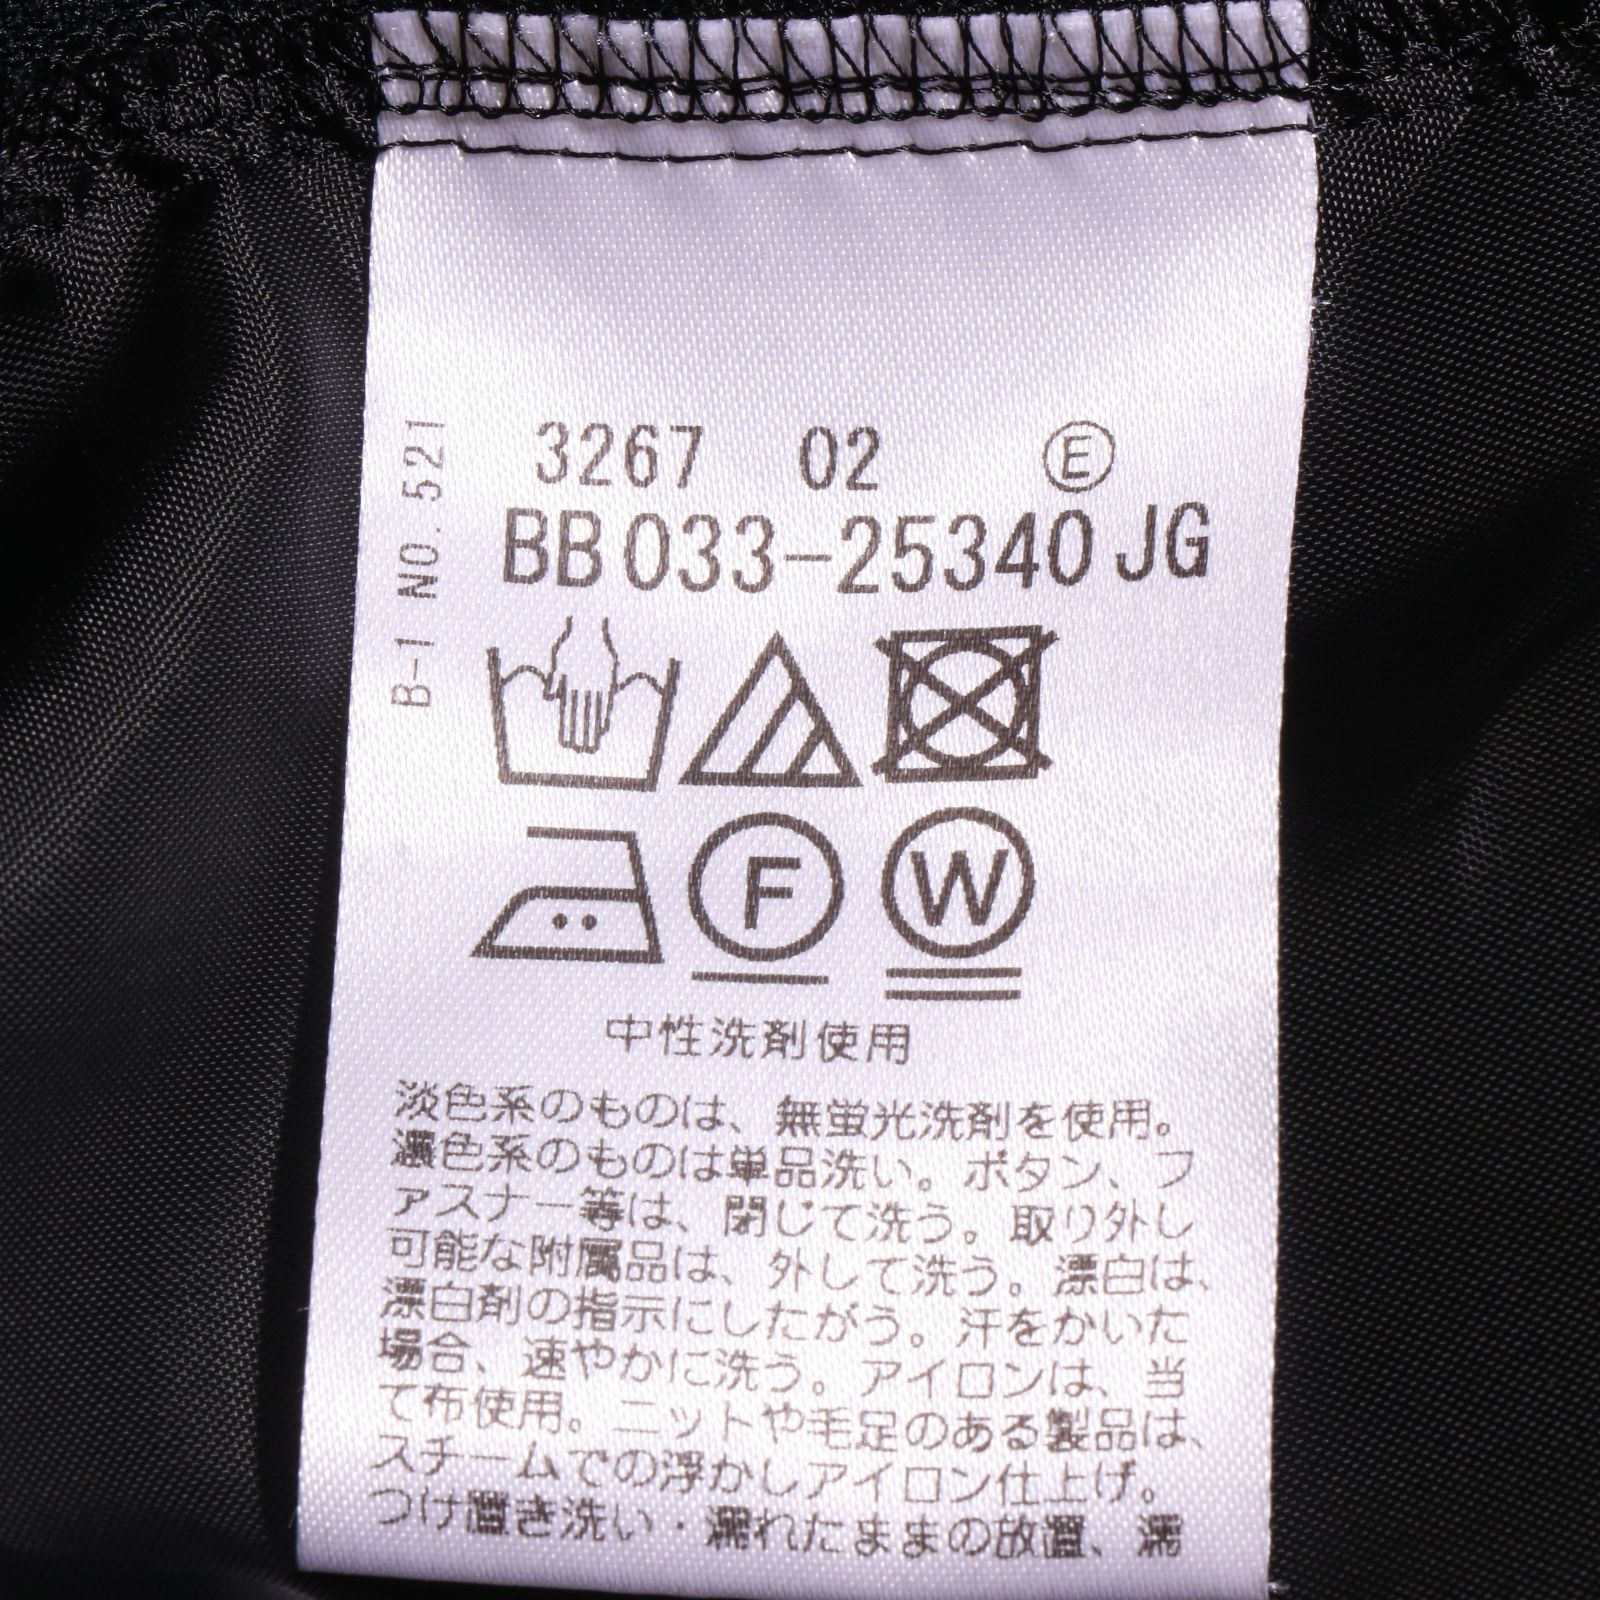 B-1 NO.521
3267 02 Ⓔ
BB033-25340JG
F
W
中性洗剤使用
淡色系のものは、無蛍光洗剤を使用。
濃色系のものは単品洗い。ボタン、フ
ァスナー等は、閉じて洗う。取り外し
可能な附属品は、外して洗う。漂白は、
漂白剤の指示にしたがう。汗をかいた
場合、速やかに洗う。アイロンは、当
て布使用。ニットや毛足のある製品は、
スチームでの浮かしアイロン仕上げ。
つけ置き洗い・濡れたままの放置、濡